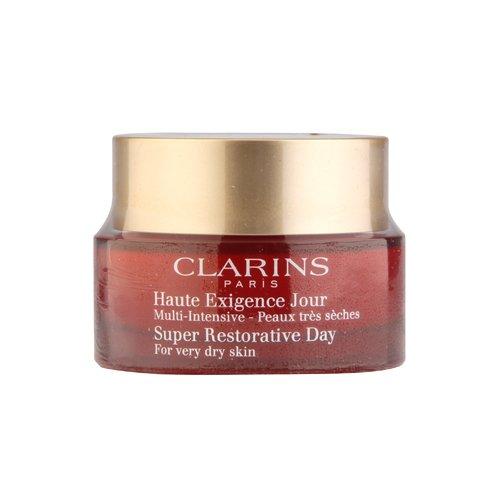 CLARINS
PARIS
Haute Exigence Jour
Multi-Intensive - Peaux très sèches
Super Restorative Day
For very dry skin